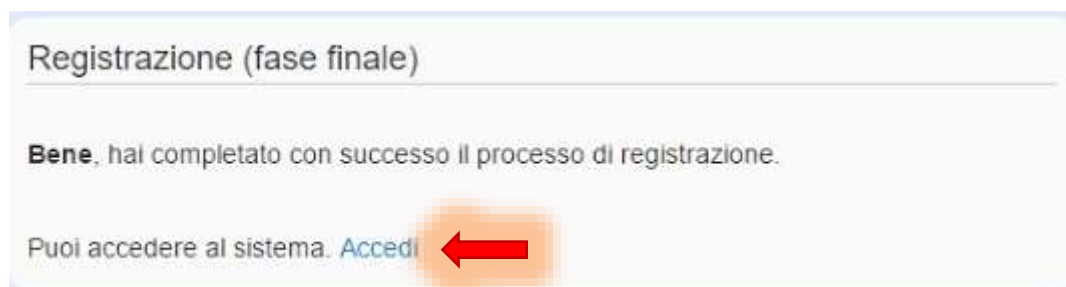 Registrazione (fase finale)
Bene, hai completato con successo il processo di registrazione.
Puoi accedere al sistema. Accedi